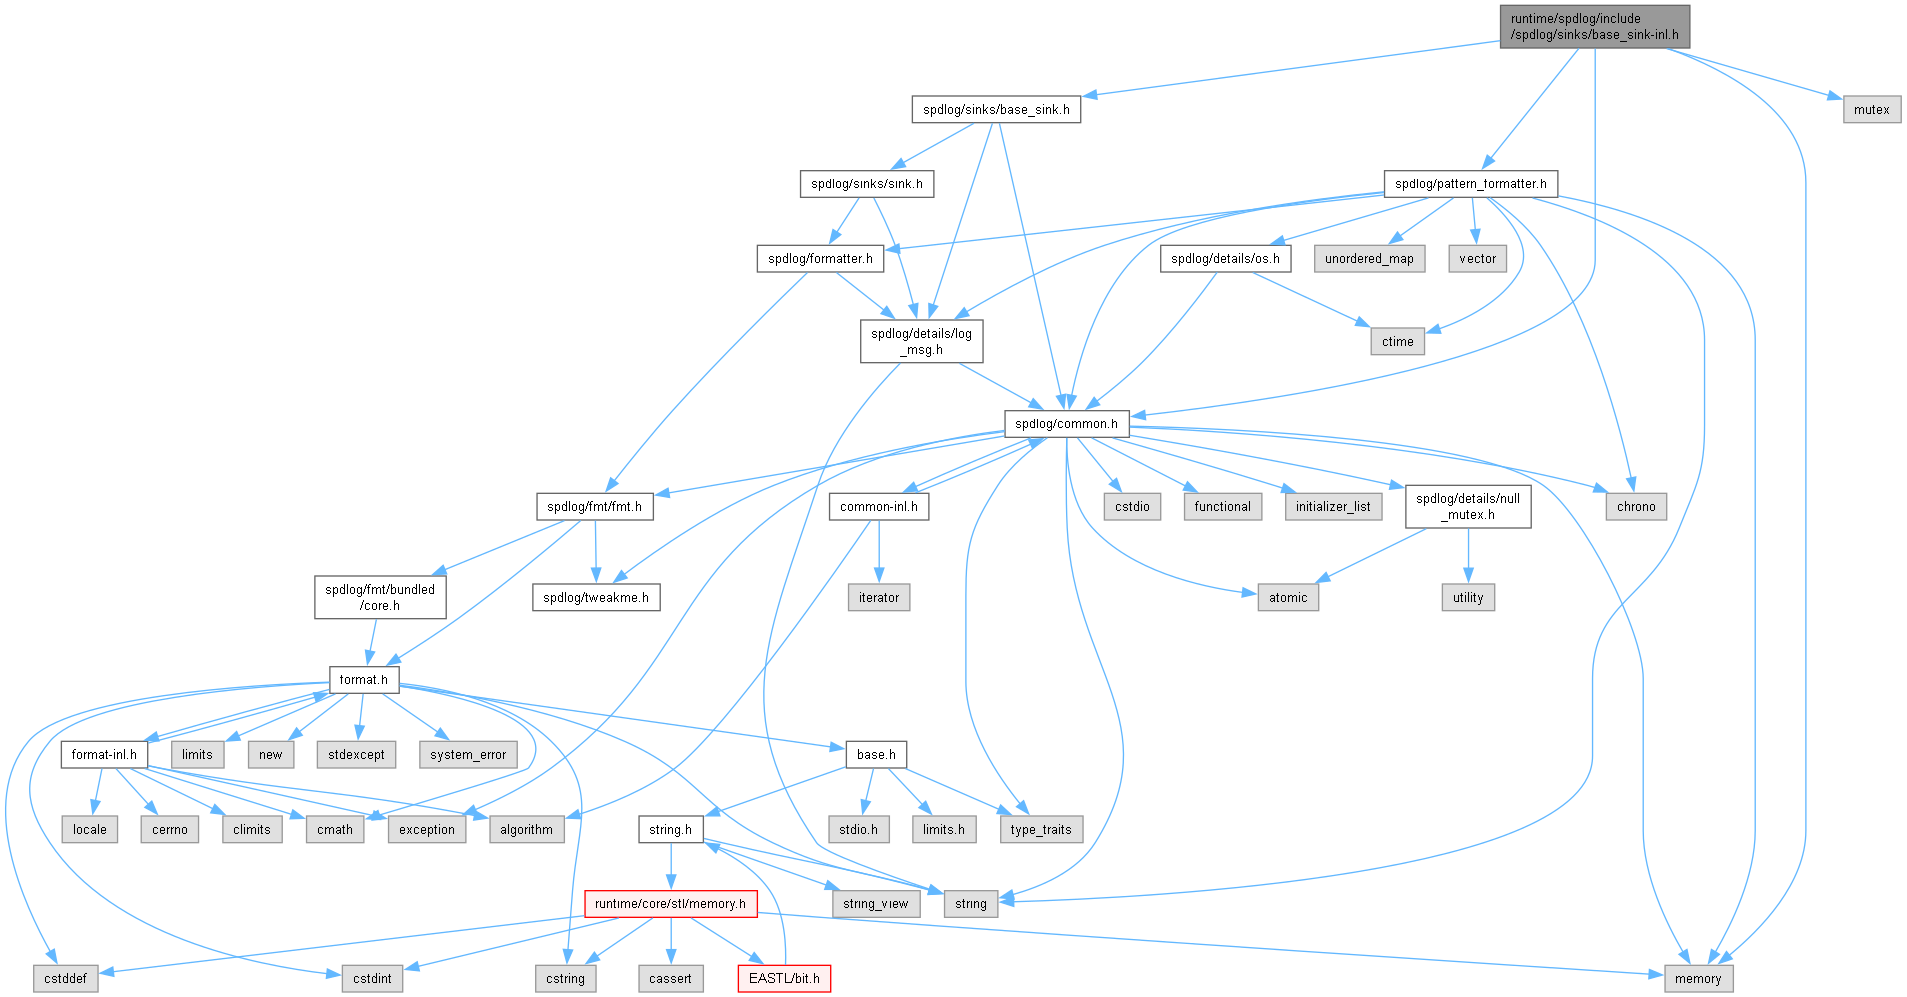 runtime/spdlog/include
/spdlog/sinks/base_sink-inl.h
spdlog/sinks/base_sink.h
mutex
spdlog/sinks/sink.h
spdlog/pattern_formatter.h
spdlog/formatter.h
spdlog/details/os.h
unordered_map
vector
spdlog/details/log
_msg.h
ctime
spdlog/common.h
spdlog/fmt/fmt.h
common-inl.h
cstdio
functional
initializer_list
spdlog/details/null
_mutex.h
chrono
spdlog/fmt/bundled
/core.h
spdlog/tweakme.h
iterator
atomic
utility
format.h
format-inl.h
limits
new
stdexcept
system_error
base.h
locale
cerrno
climits
cmath
exception
algorithm
string.h
stdio.h
limits.h
type_traits
runtime/core/stl/memory.h
string_view
string
cstddef
cstdint
cstring
cassert
EASTL/bit.h
memory